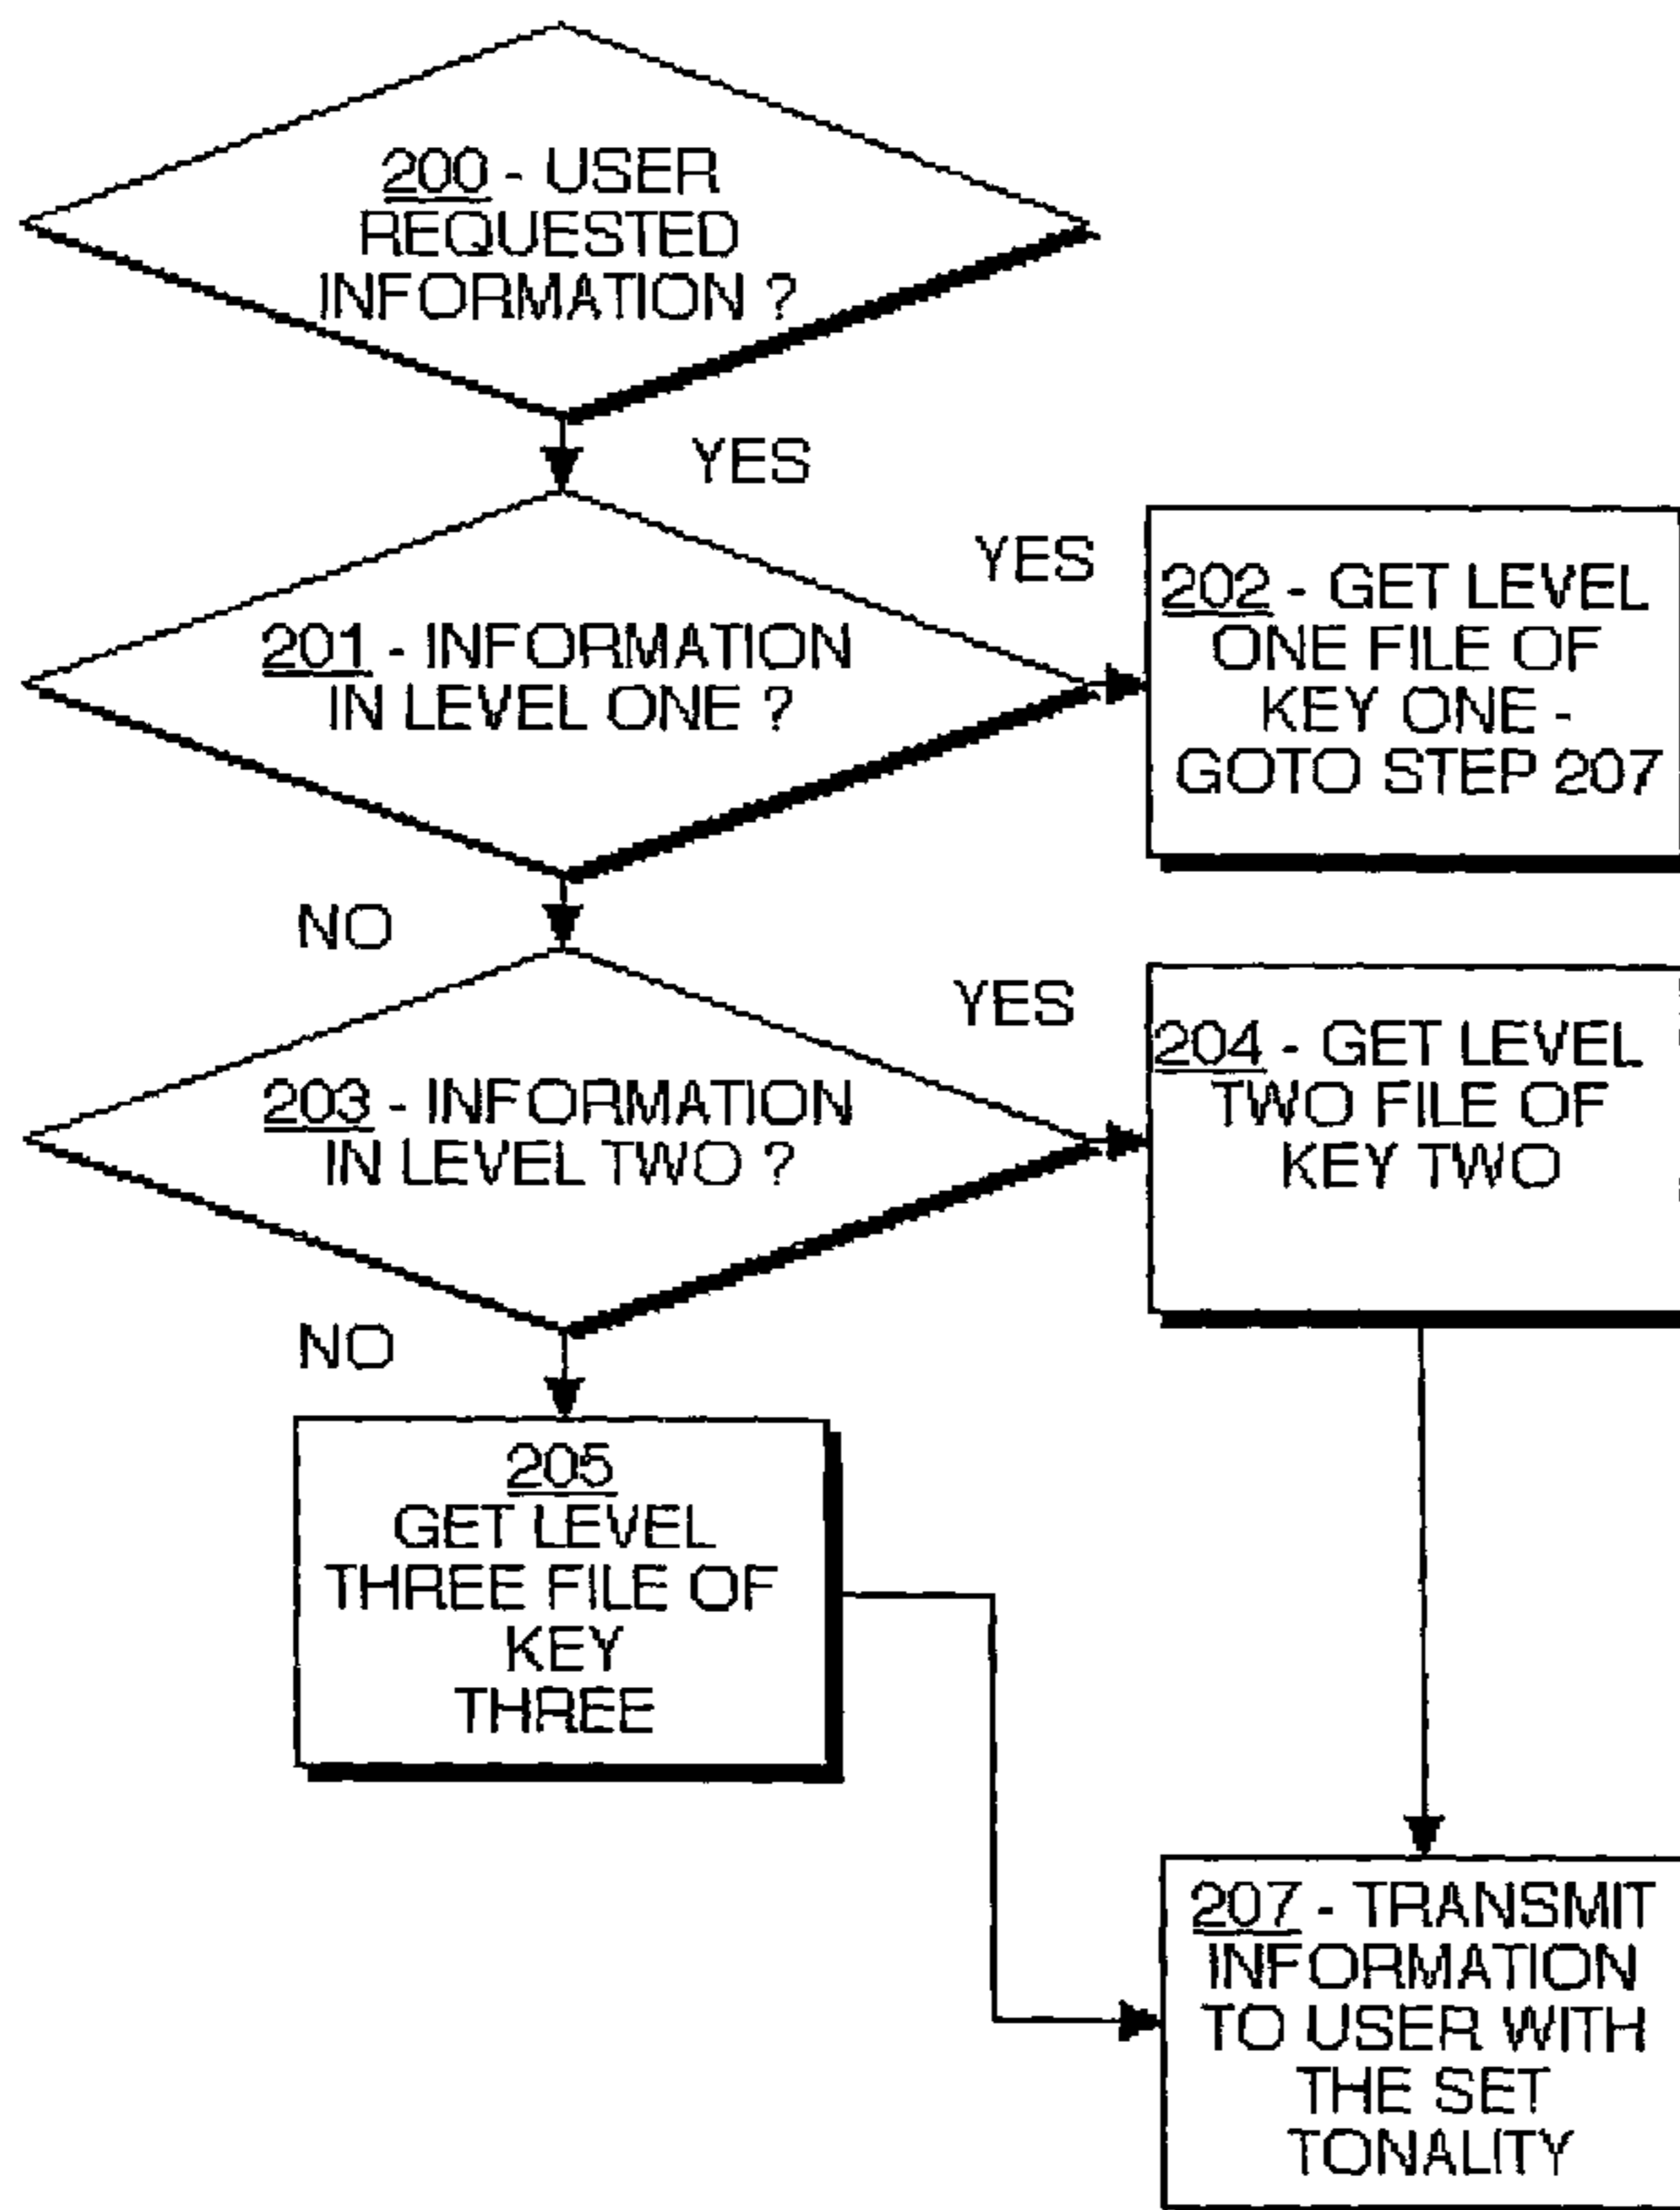 200 - USER
REQUESTED
INFORMATION ?
YES
YES
201 - INFORMATION
IN LEVEL ONE ?
202 - GET LEVEL
ONE FILE OF
KEY ONE -
GOTO STEP 207
NO
YES
203 - INFORMATION
IN LEVEL TWO ?
204 - GET LEVEL
TWO FILE OF
KEY TWO
NO
205
GET LEVEL
THREE FILE OF
KEY
THREE
207 - TRANSMIT
INFORMATION
TO USER WITH
THE SET
TONALITY